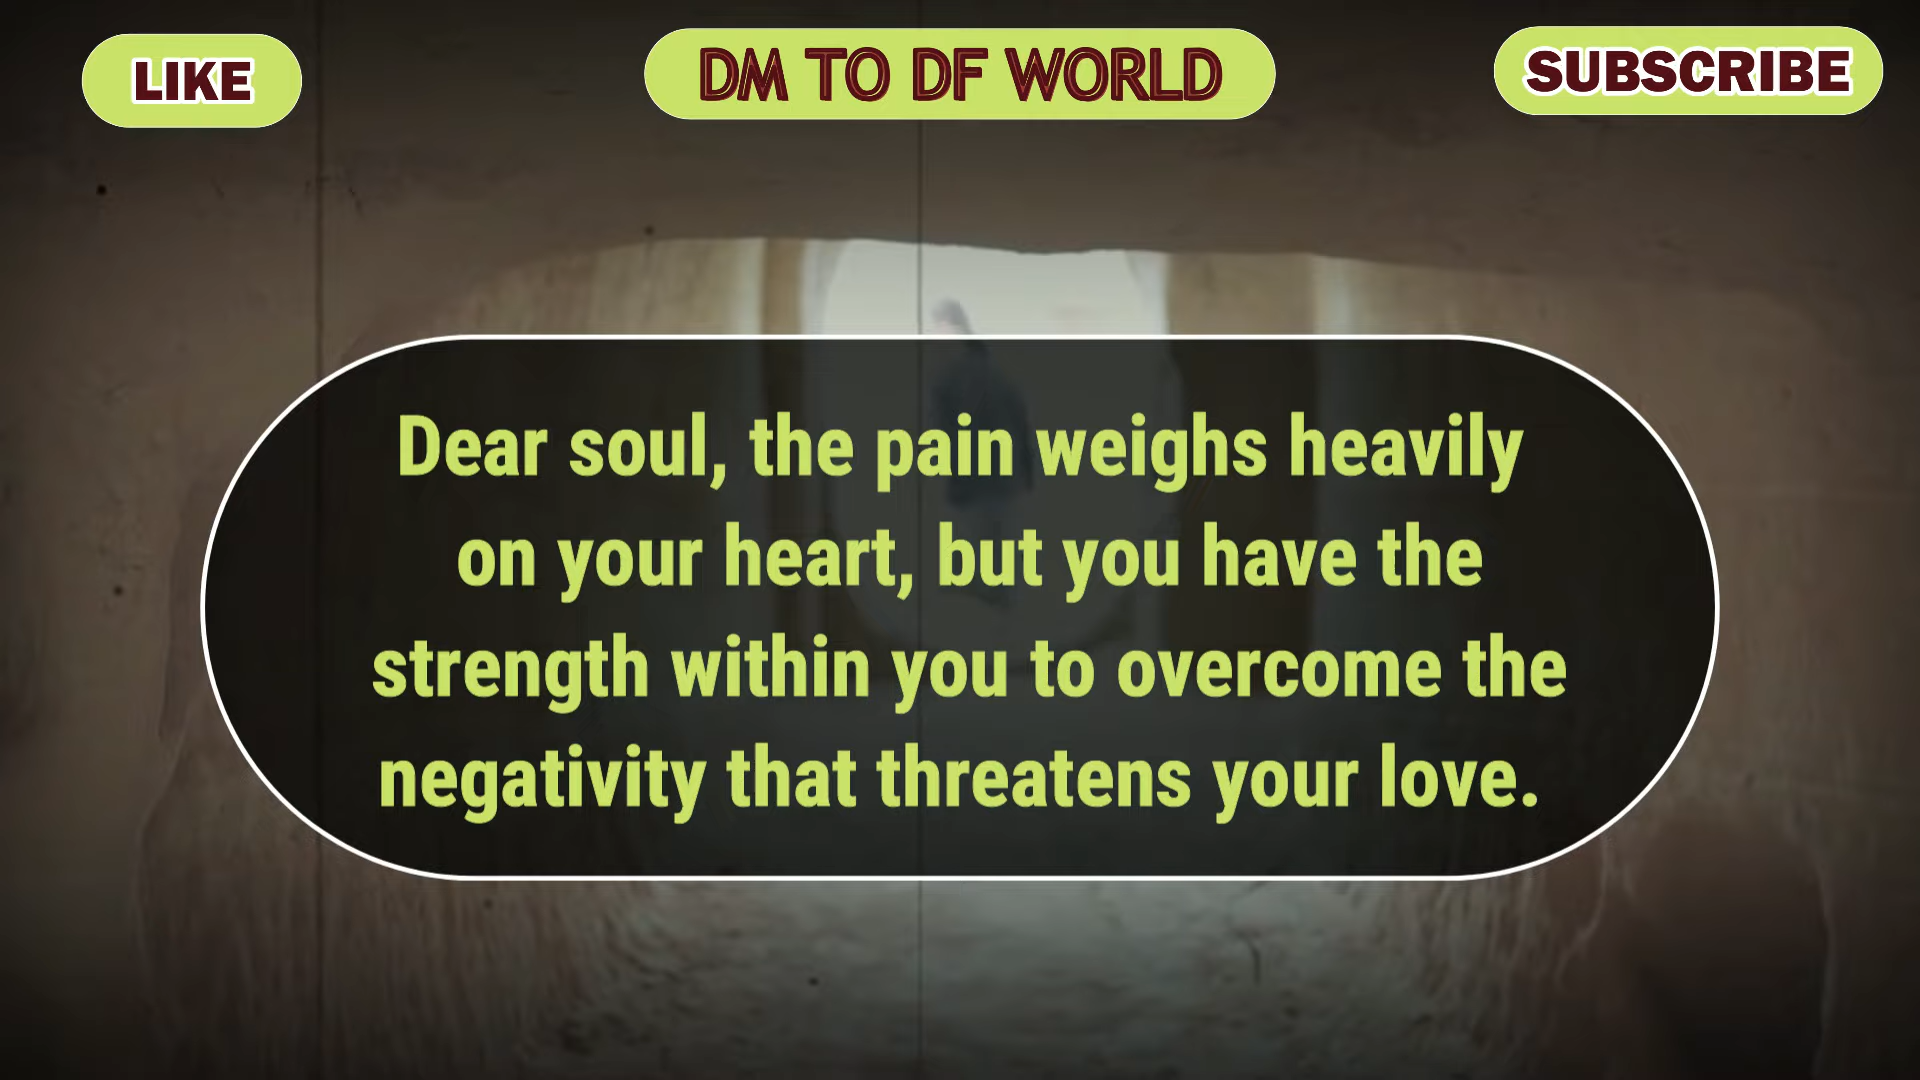 LIKE
DM TO DF WORLD
SUBSCRIBE
Dear soul, the pain weighs heavily
on your heart, but you have the
strength within you to overcome the
negativity that threatens your love.